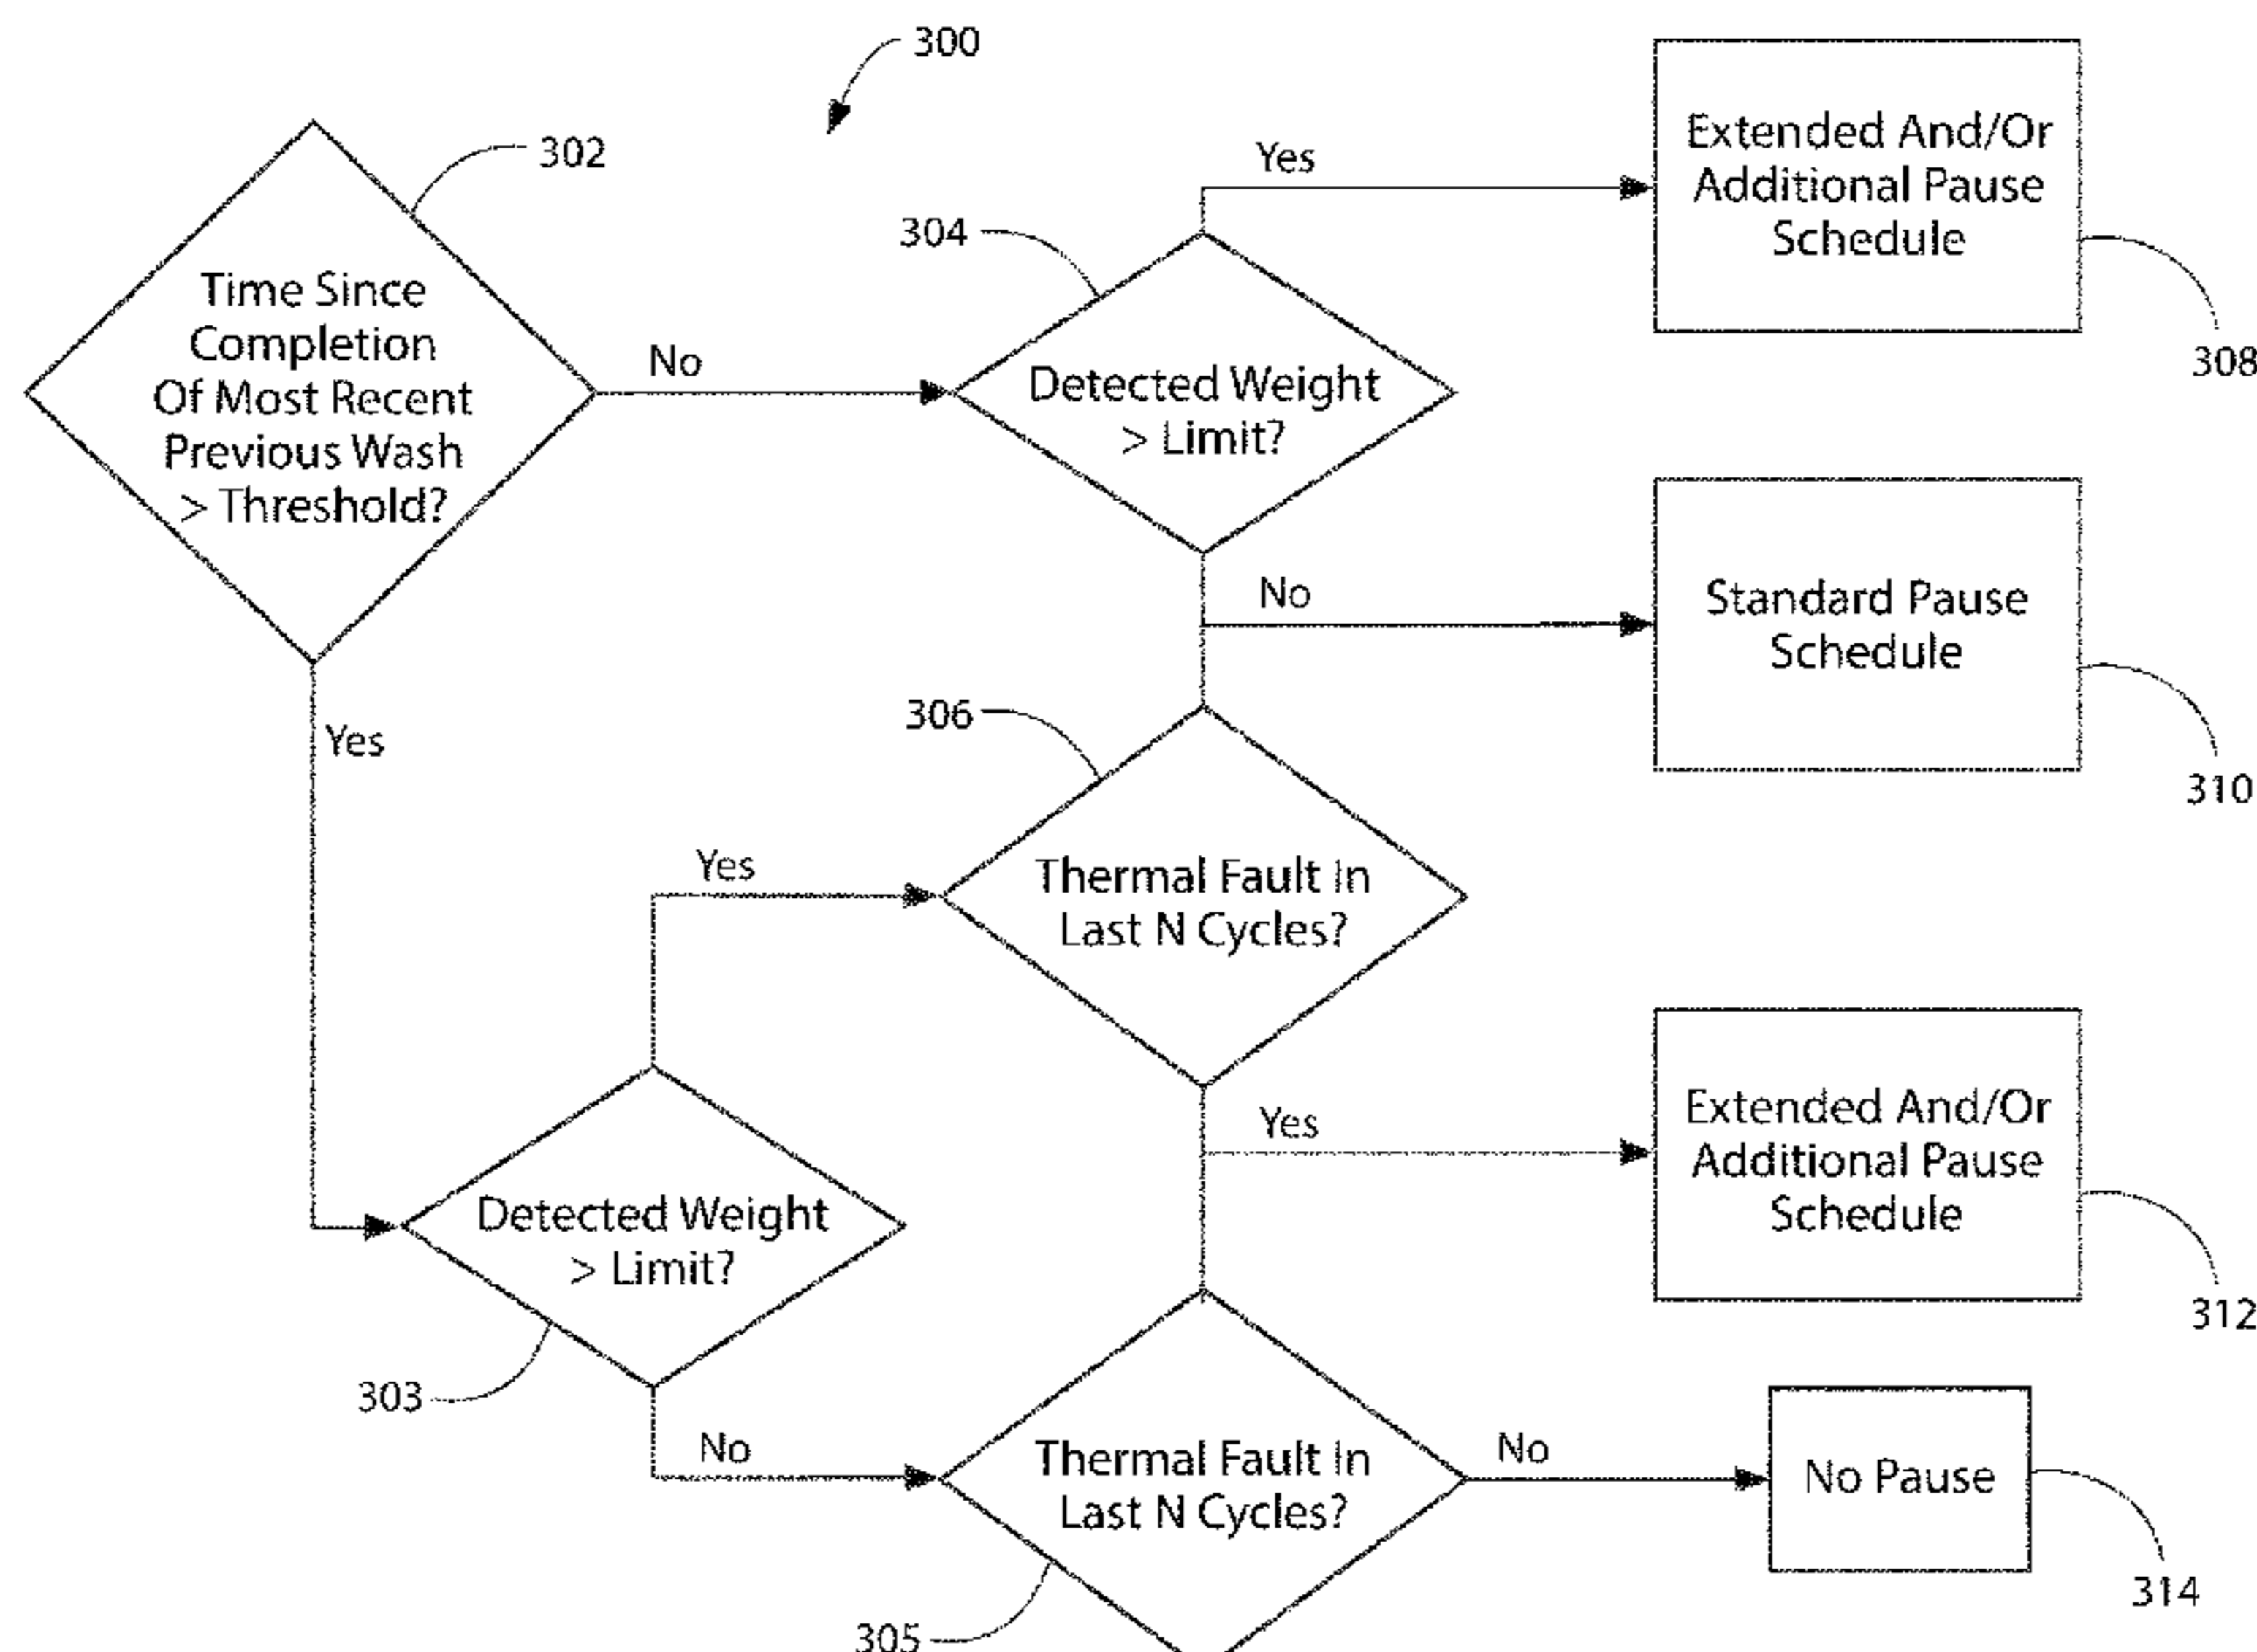 300
302
Time Since
Completion
Of Most Recent
Previous Wash
> Threshold?
No
Yes
304
Detected Weight
> Limit?
Yes
Extended And/Or
Additional Pause
Schedule
308
No
Standard Pause
Schedule
310
306
Thermal Fault In
Last N Cycles?
Yes
Yes
Extended And/Or
Additional Pause
Schedule
312
Detected Weight
> Limit?
303
No
Thermal Fault In
Last N Cycles?
305
No
No Pause
314